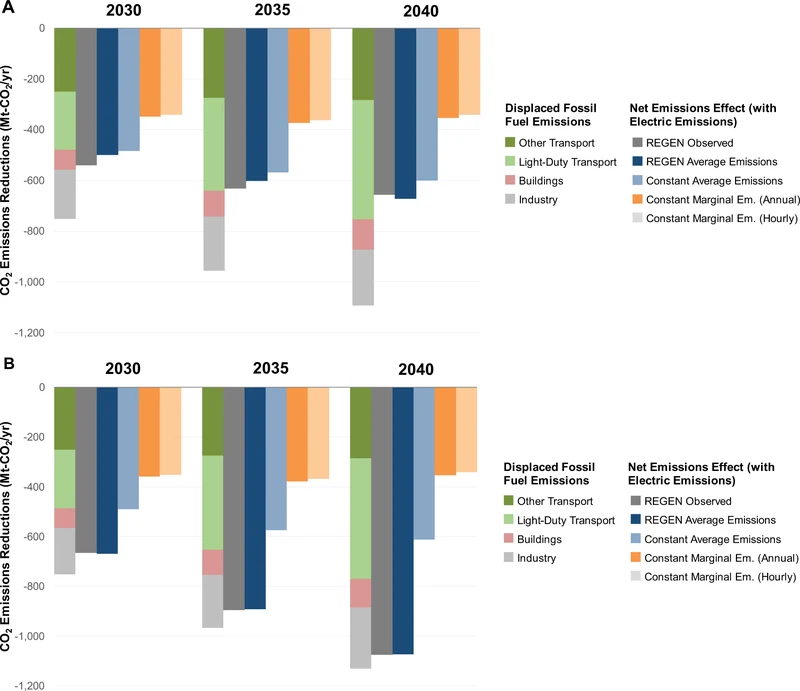 A
2030
2035
2040
0
-200
-400
-600
-800
-1,000
-1,200
CO2 Emissions Reductions (Mt-CO2/yr)
Displaced Fossil
Fuel Emissions
Other Transport
Light-Duty Transport
Buildings
Industry
Net Emissions Effect (with
Electric Emissions)
REGEN Observed
REGEN Average Emissions
Constant Average Emissions
Constant Marginal Em. (Annual)
Constant Marginal Em. (Hourly)
B
2030
2035
2040
0
-200
-400
-600
-800
-1,000
-1,200
CO2 Emissions Reductions (Mt-CO2/yr)
Displaced Fossil
Fuel Emissions
Other Transport
Light-Duty Transport
Buildings
Industry
Net Emissions Effect (with
Electric Emissions)
REGEN Observed
REGEN Average Emissions
Constant Average Emissions
Constant Marginal Em. (Annual)
Constant Marginal Em. (Hourly)